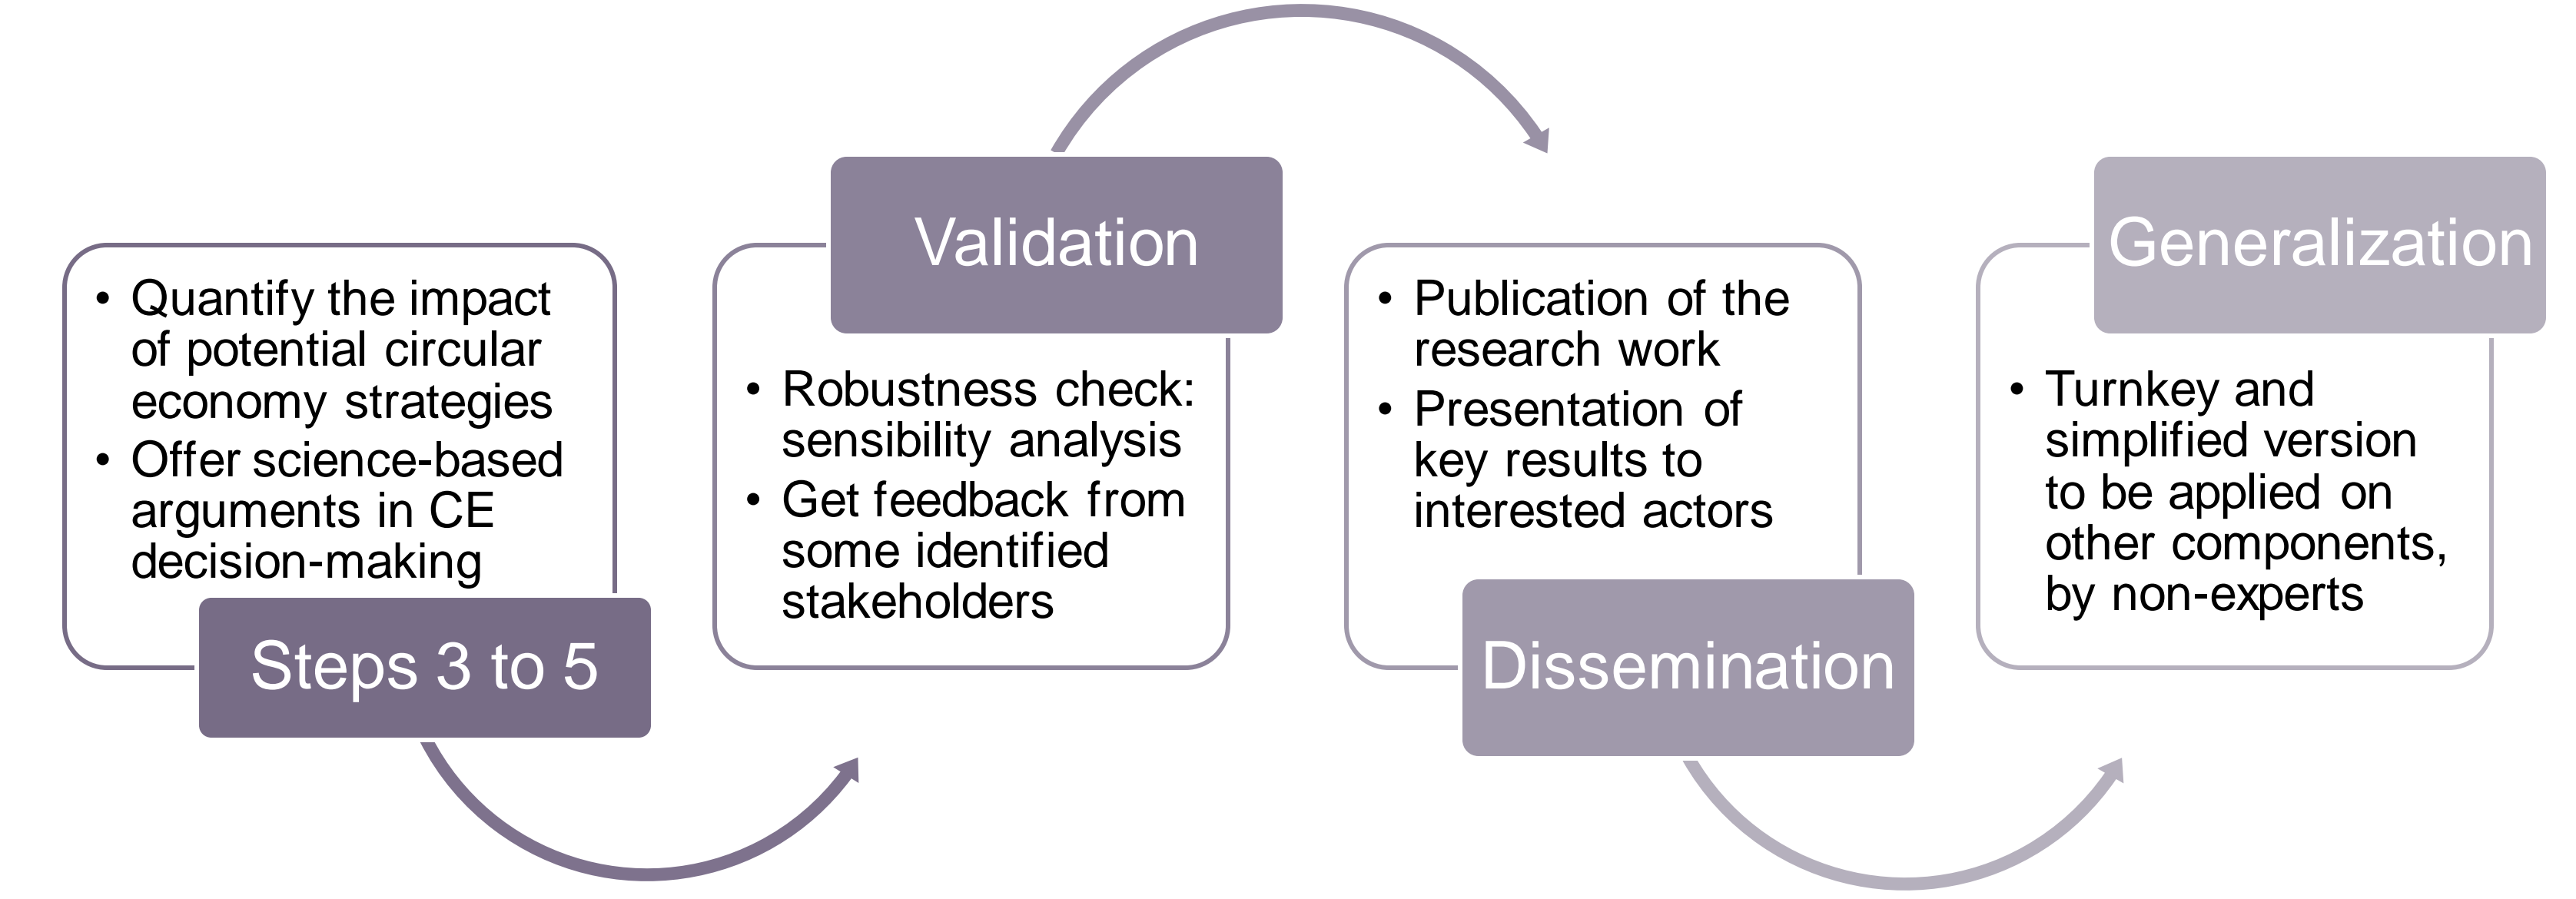 • Quantify the impact
of potential circular
economy strategies
• Offer science-based
arguments in CE
decision-making
Steps 3 to 5
Validation
• Robustness check:
sensibility analysis
• Get feedback from
some identified
stakeholders
• Publication of the
research work
• Presentation of
key results to
interested actors
Dissemination
Generalization
• Turnkey and
simplified version
to be applied on
other components,
by non-experts